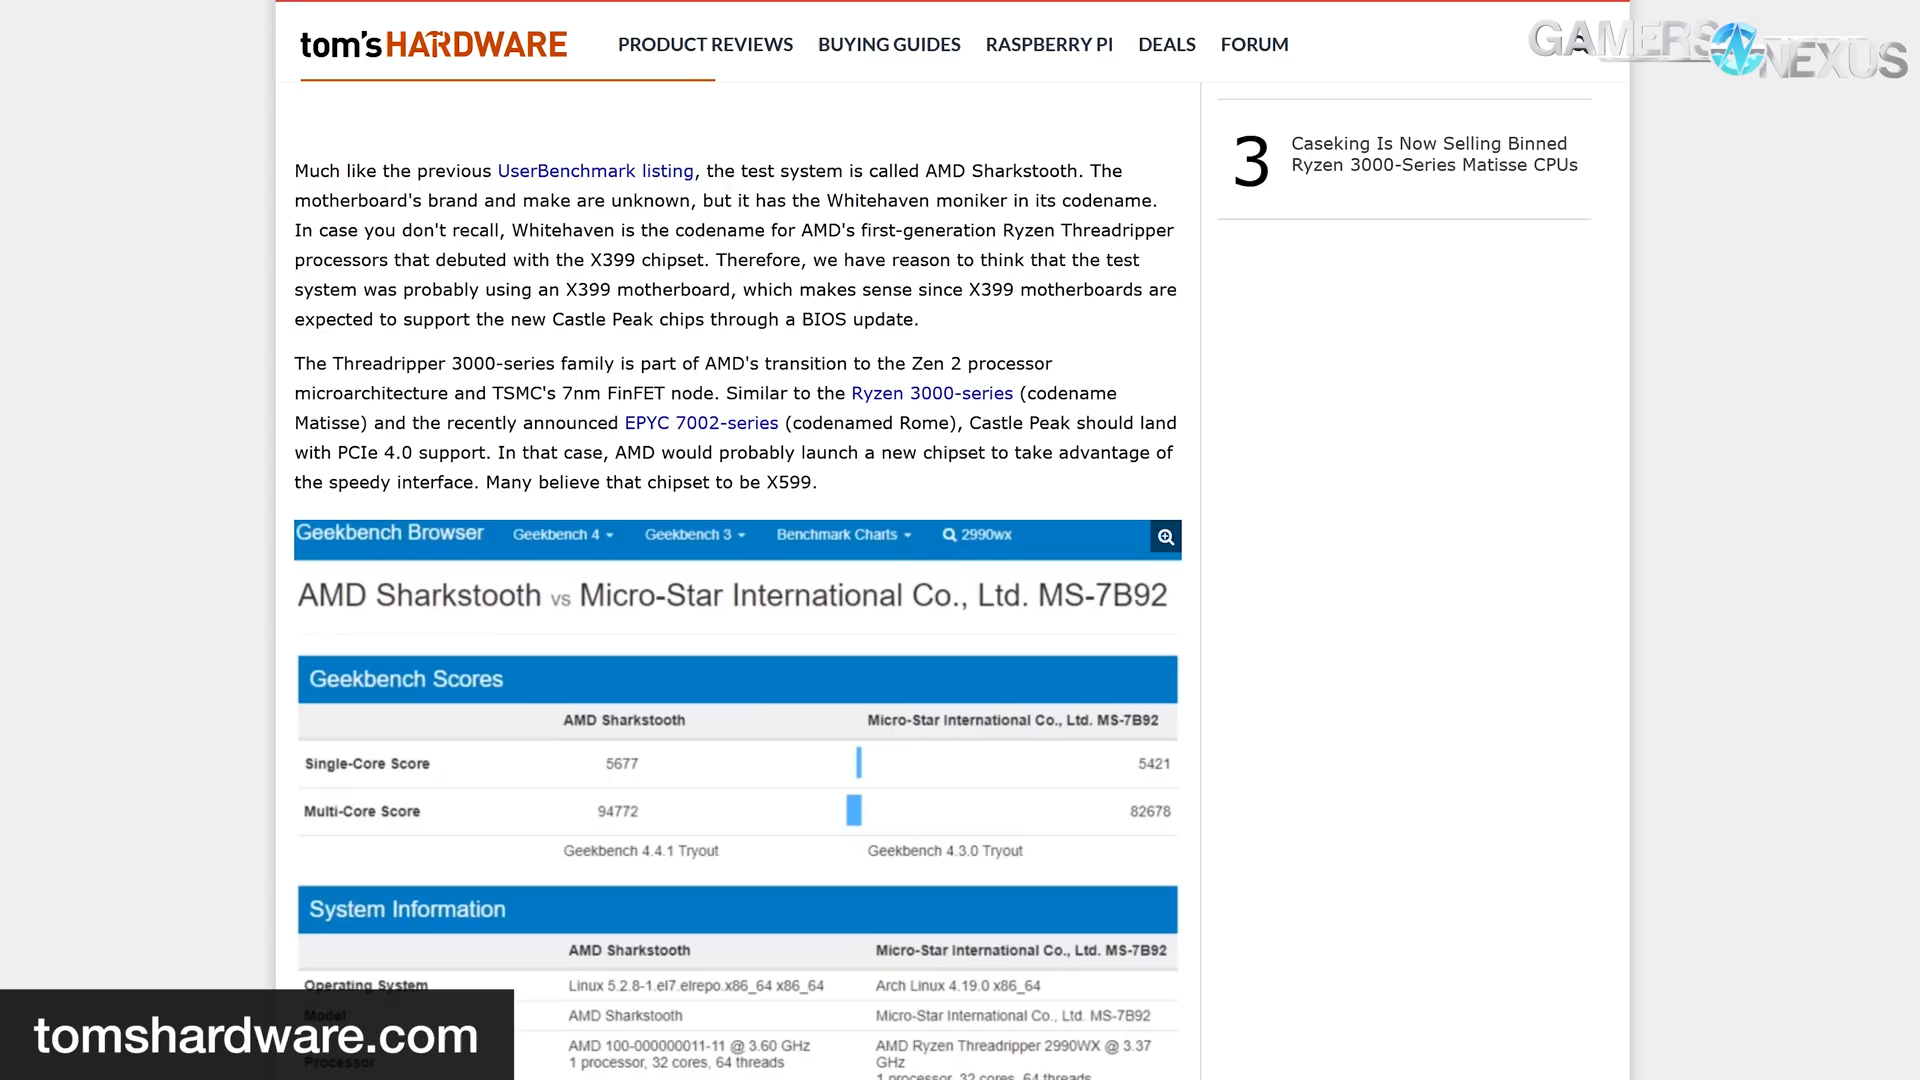 tom's HARDWARE
PRODUCT REVIEWS BUYING GUIDES RASPBERRY PI DEALS FORUM
GAMERS NEXUS
Much like the previous UserBenchmark listing, the test system is called AMD Sharkstooth. The
motherboard's brand and make are unknown, but it has the Whitehaven moniker in its codename.
In case you don't recall, Whitehaven is the codename for AMD's first-generation Ryzen Threadripper
processors that debuted with the X399 chipset. Therefore, we have reason to think that the test
system was probably using an X399 motherboard, which makes sense since X399 motherboards are
expected to support the new Castle Peak chips through a BIOS update.
The Threadripper 3000-series family is part of AMD's transition to the Zen 2 processor
microarchitecture and TSMC's 7nm FinFET node. Similar to the Ryzen 3000-series (codename
Matisse) and the recently announced EPYC 7002-series (codenamed Rome), Castle Peak should land
with PCIe 4.0 support. In that case, AMD would probably launch a new chipset to take advantage of
the speedy interface. Many believe that chipset to be X599.
3
Caseking Is Now Selling Binned
Ryzen 3000-Series Matisse CPUs
Geekbench Browser Geekbench 4 Geekbench 3 Benchmark Charts 2990wx
AMD Sharkstooth vs Micro-Star International Co., Ltd. MS-7B92
Geekbench Scores
AMD Sharkstooth Micro-Star International Co., Ltd. MS-7B92
Single-Core Score 5677 5421
Multi-Core Score 94772 82678
Geekbench 4.4.1 Tryout Geekbench 4.3.0 Tryout
System Information
AMD Sharkstooth Micro-Star International Co., Ltd. MS-7B92
Operating System Linux 5.2.8-1.el7.elrepo.x86_64 x86_64 Arch Linux 4.19.0 x86_64
Model AMD Sharkstooth Micro-Star International Co., Ltd. MS-7B92
Processor AMD 100-000000011-11 @ 3.60 GHz AMD Ryzen Threadripper 2990WX @ 3.37
1 processor, 32 cores, 64 threads GHz
1 processor, 32 cores, 64 threads
tomshardware.com